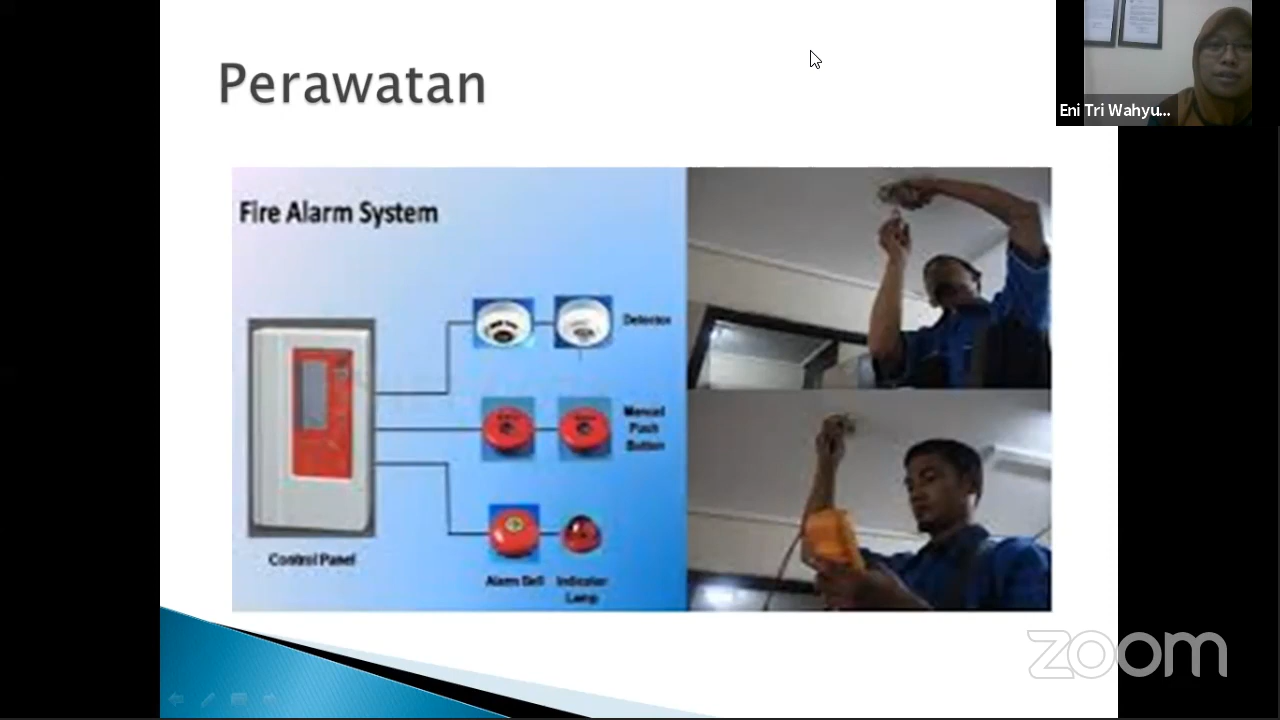 Perawatan
Eni Tri Wahyu...
Fire Alarm System
Detector
Manual
Push
Button
Control Panel
Alarm Bell
Indicator
Lamp
zoom